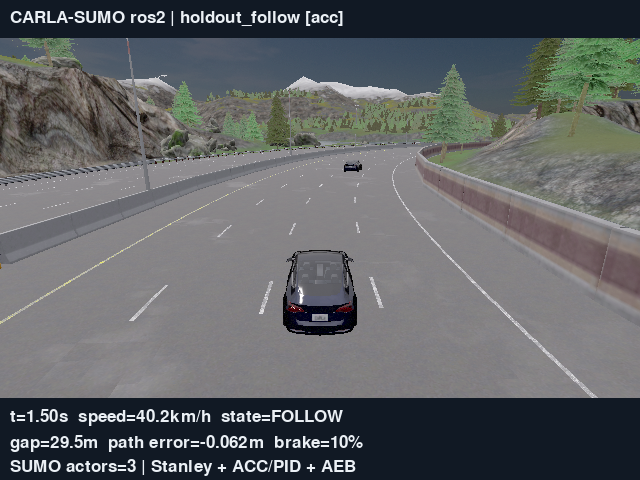 CARLA-SUMO ros2 | holdout_follow [acc]
t=1.50s speed=40.2km/h state=FOLLOW
gap=29.5m path error=-0.062m brake=10%
SUMO actors=3 | Stanley + ACC/PID + AEB